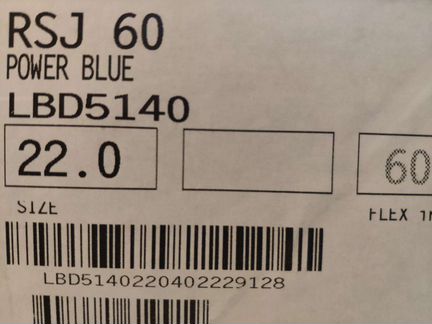 RSJ 60
POWER BLUE
LBD5140
22.0
60
SIZE
FLEX
LBD5140220402229128